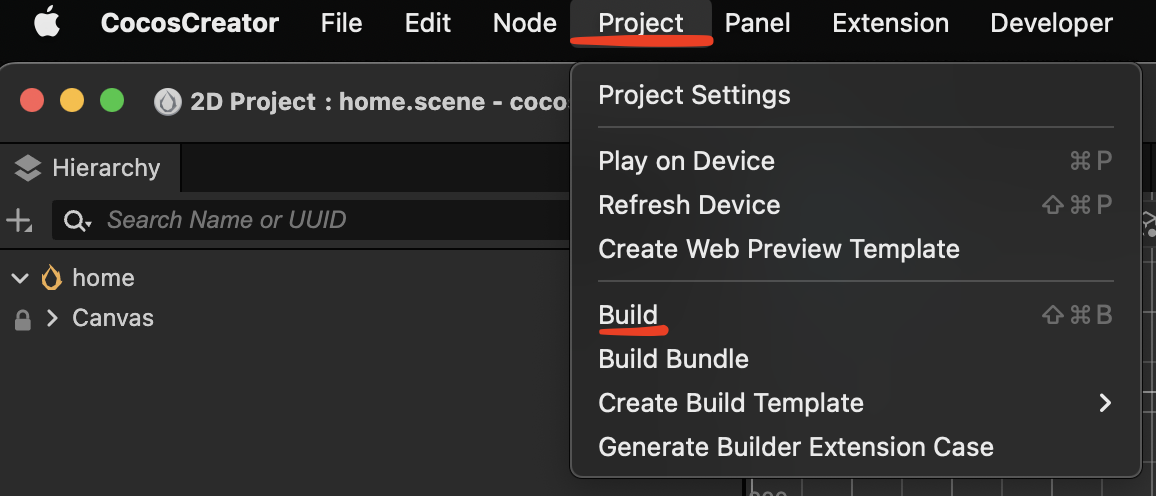 CocosCreator File Edit Node Project Panel Extension Developer
2D Project : home.scene - coco
Project Settings
Hierarchy
Play on Device ⌘ P
Search Name or UUID
Refresh Device ⇧ ⌘ P
Create Web Preview Template
home
Canvas
Build ⇧ ⌘ B
Build Bundle
Create Build Template
Generate Builder Extension Case